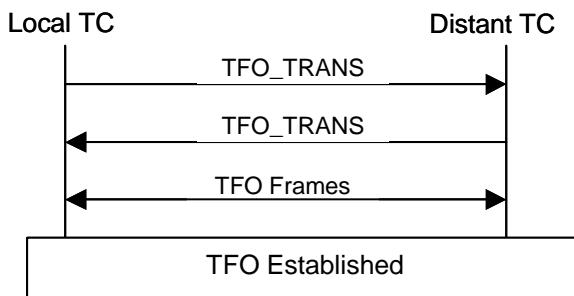 Local TC Distant TC
TFO_TRANS
TFO_TRANS
TFO Frames
TFO Established